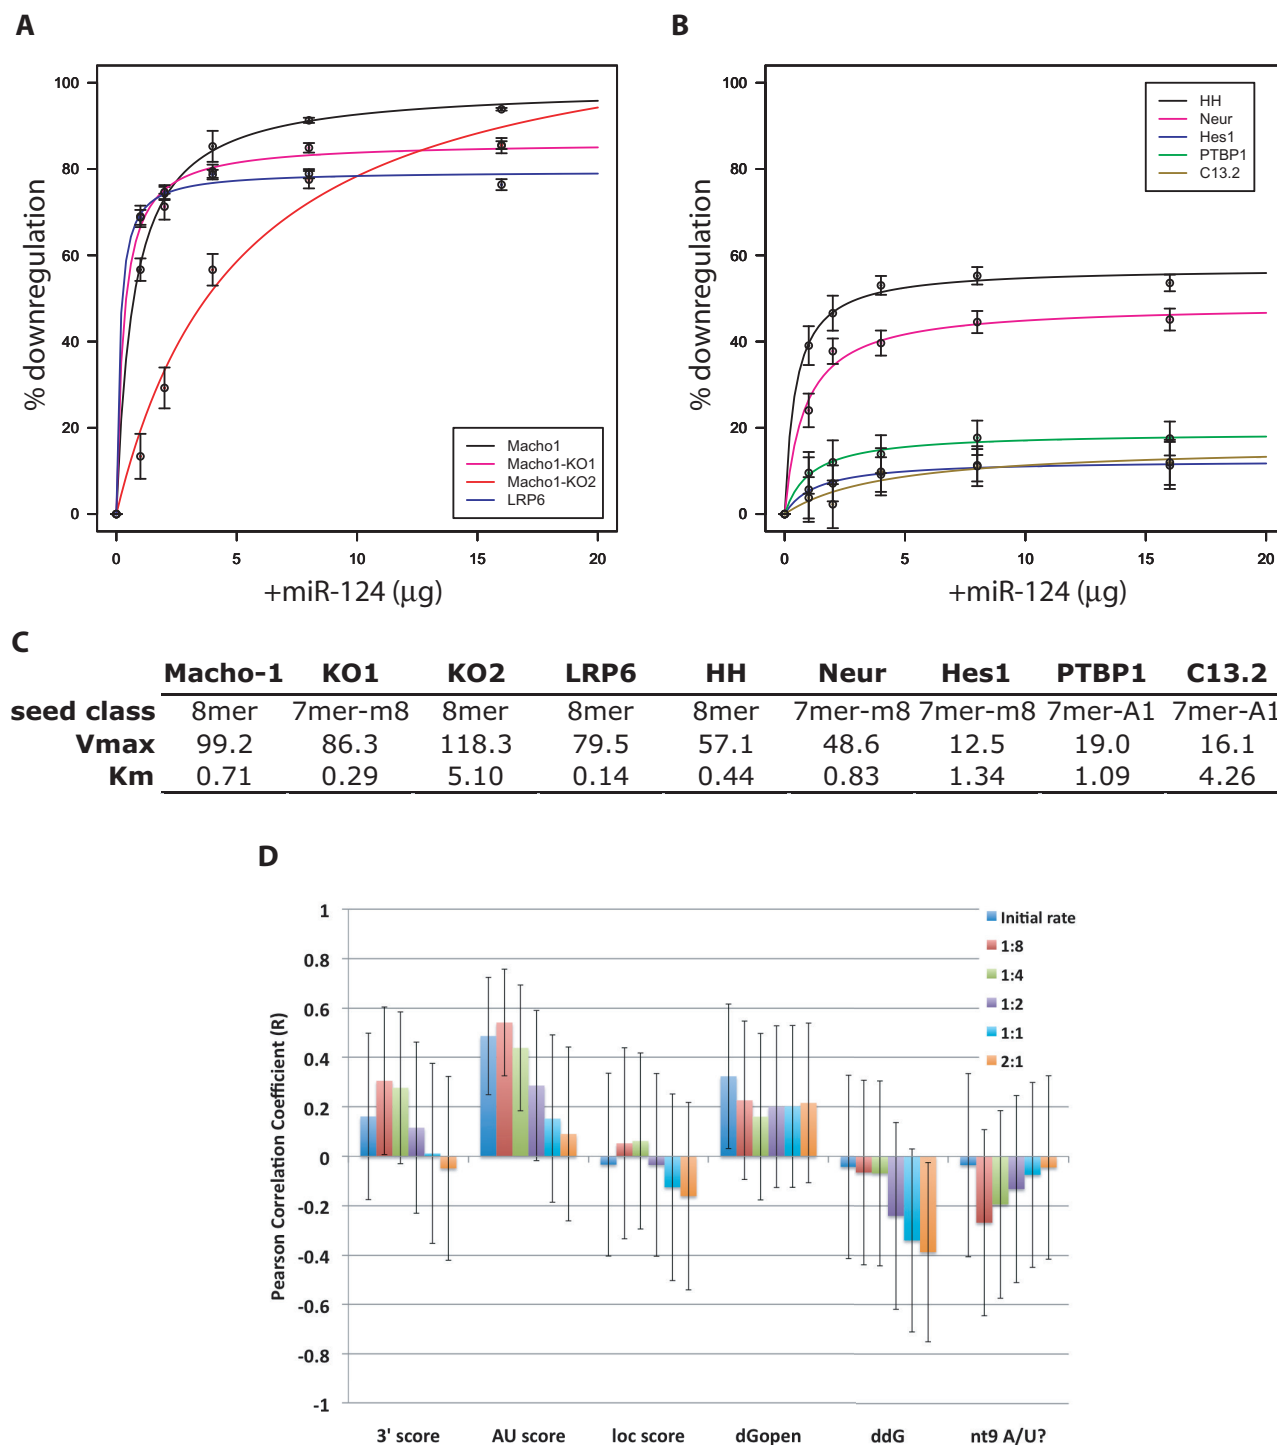 A
B
% downregulation
100
80
60
40
20
0
0 5 10 15 20
+miR-124 (µg)
Macho1
Macho1-KO1
Macho1-KO2
LRP6
% downregulation
100
80
60
40
20
0
0 5 10 15 20
+miR-124 (µg)
HH
Neur
Hes1
PTBP1
C13.2
C
Macho-1 KO1 KO2 LRP6 HH Neur Hes1 PTBP1 C13.2
seed class 8mer 7mer-m8 8mer 8mer 8mer 7mer-m8 7mer-m8 7mer-A1 7mer-A1
Vmax 99.2 86.3 118.3 79.5 57.1 48.6 12.5 19.0 16.1
Km 0.71 0.29 5.10 0.14 0.44 0.83 1.34 1.09 4.26
D
Pearson Correlation Coefficient (R)
1
0.8
0.6
0.4
0.2
0
-0.2
-0.4
-0.6
-0.8
-1
Initial rate
1:8
1:4
1:2
1:1
2:1
3' score AU score loc score dGopen ddG nt9 A/U?